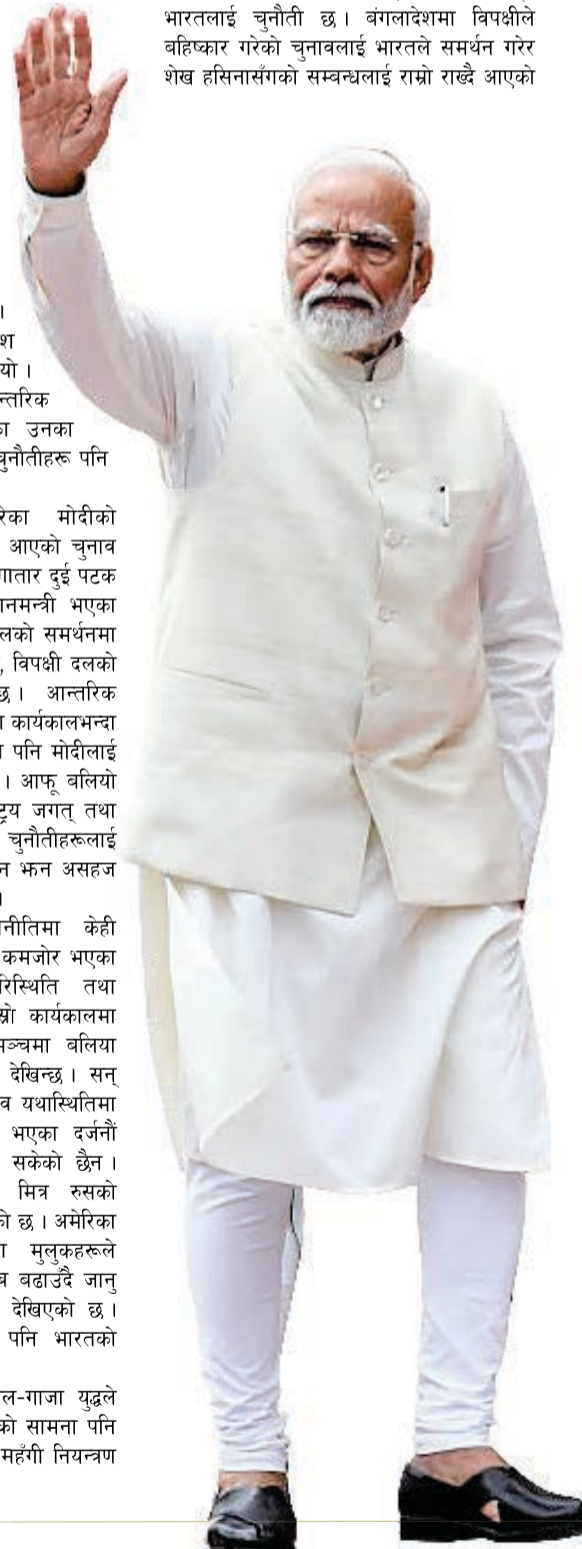 भारतलाई चुनौती छ। बंगलादेशमा विपक्षीले
बहिष्कार गरेको चुनावलाई भारतले समर्थन गरेर
शेख हसिनासँगको सम्बन्धलाई राम्रो राख्दै आएको
।
श
यो ।
न्तरिक
का उनका
चुनौतीहरू पनि
रेका मोदीको
आएको चुनाव
गातार दुई पटक
ानमन्त्री भएका
लको समर्थनमा
, विपक्षी दलको
छ। आन्तरिक
ा कार्यकालभन्दा
ा पनि मोदीलाई
। आफू बलियो
ष्ट्रिय जगत् तथा
चुनौतीहरूलाई
न झन असहज
।
नीतिमा केही
कमजोर भएका
रिस्थिति तथा
स्रो कार्यकालमा
मञ्चमा बलिया
देखिन्छ। सन्
व यथास्थितिमा
भएका दर्जनौं
सकेको छैन।
मित्र रुसको
को छ। अमेरिका
ा मुलुकहरूले
ब बढाउँदै जानु
देखिएको छ।
पनि भारतको
ल-गाजा युद्धले
को सामना पनि
महँगी नियन्त्रण